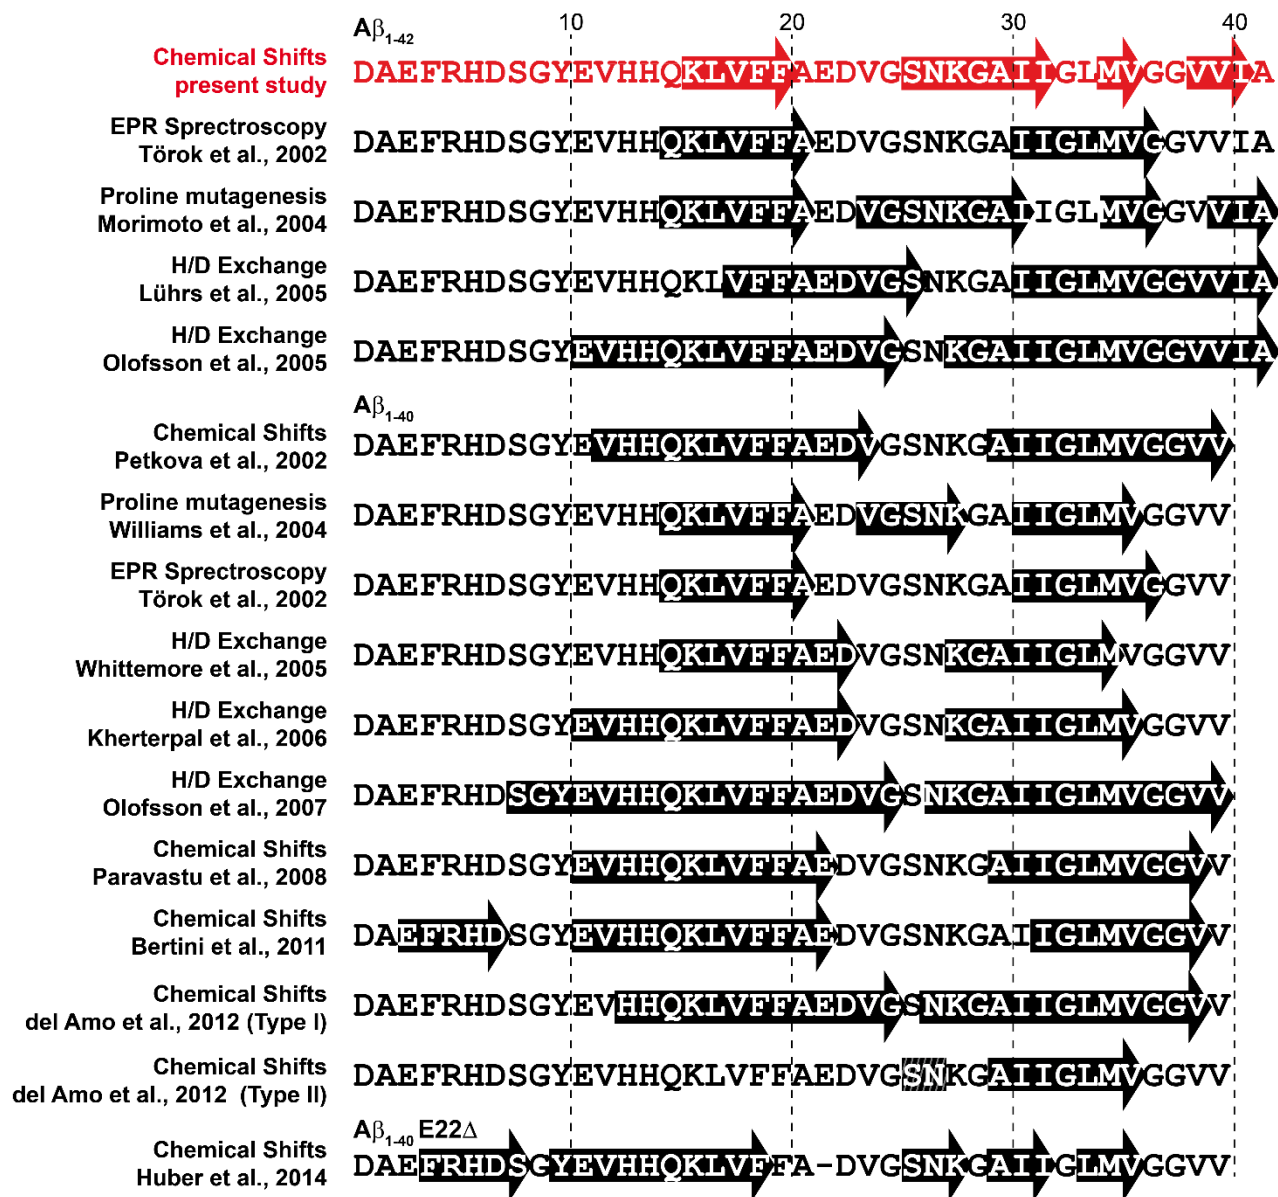 Aβ1-42 10 20 30 40
Chemical Shifts
present study
DAEFRHDSGYEVHHQKLVFFAEDVGSNKGAIIGLMVGGVVIA
EPR Sprectroscopy
Törok et al., 2002
DAEFRHDSGYEVHHQKLVFFAEDVGSNKGAIIGLMVGGVVIA
Proline mutagenesis
Morimoto et al., 2004
DAEFRHDSGYEVHHQKLVFFAEDVGSNKGAIIGLMVGGVVIA
H/D Exchange
Lührs et al., 2005
DAEFRHDSGYEVHHQKLVFFAEDVGSNKGAIIGLMVGGVVIA
H/D Exchange
Olofsson et al., 2005
DAEFRHDSGYEVHHQKLVFFAEDVGSNKGAIIGLMVGGVVIA
Aβ1-40
Chemical Shifts
Petkova et al., 2002
DAEFRHDSGYEVHHQKLVFFAEDVGSNKGAIIGLMVGGVV
Proline mutagenesis
Williams et al., 2004
DAEFRHDSGYEVHHQKLVFFAEDVGSNKGAIIGLMVGGVV
EPR Sprectroscopy
Törok et al., 2002
DAEFRHDSGYEVHHQKLVFFAEDVGSNKGAIIGLMVGGVV
H/D Exchange
Whittemore et al., 2005
DAEFRHDSGYEVHHQKLVFFAEDVGSNKGAIIGLMVGGVV
H/D Exchange
Kherterpal et al., 2006
DAEFRHDSGYEVHHQKLVFFAEDVGSNKGAIIGLMVGGVV
H/D Exchange
Olofsson et al., 2007
DAEFRHDSGYEVHHQKLVFFAEDVGSNKGAIIGLMVGGVV
Chemical Shifts
Paravastu et al., 2008
DAEFRHDSGYEVHHQKLVFFAEDVGSNKGAIIGLMVGGVV
Chemical Shifts
Bertini et al., 2011
DAEFRHDSGYEVHHQKLVFFAEDVGSNKGAIIGLMVGGVV
Chemical Shifts
del Amo et al., 2012 (Type I)
DAEFRHDSGYEVHHQKLVFFAEDVGSNKGAIIGLMVGGVV
Chemical Shifts
del Amo et al., 2012 (Type II)
DAEFRHDSGYEVHHQKLVFFAEDVGSNKGAIIGLMVGGVV
Aβ1-40 E22Δ
Chemical Shifts
Huber et al., 2014
DAEFRHDSGYEVHHQKLVFFA-DVGSNKGAIIGLMVGGVV